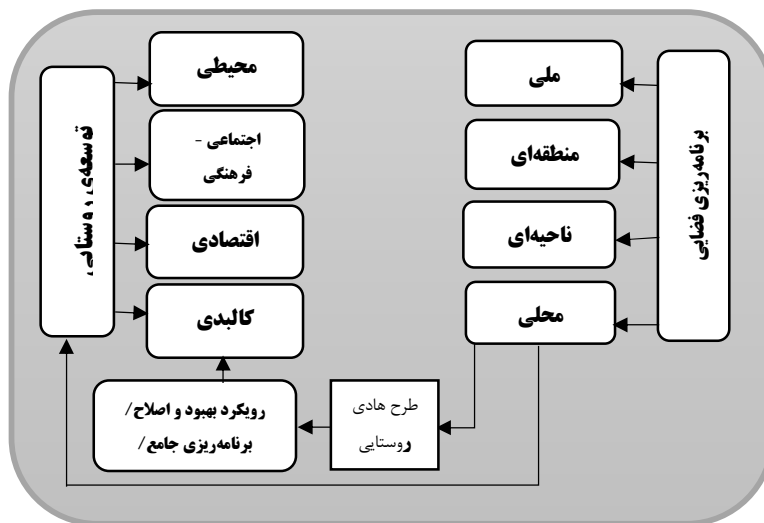 برنامه‌ریزی فضایی
ملی
منطقه‌ای
ناحیه‌ای
محلی
طرح هادی
روستایی
رویکرد بهبود و اصلاح/
برنامه‌ریزی جامع/
توسعه‌ی روستایی
محیطی
اجتماعی -
فرهنگی
اقتصادی
کالبدی